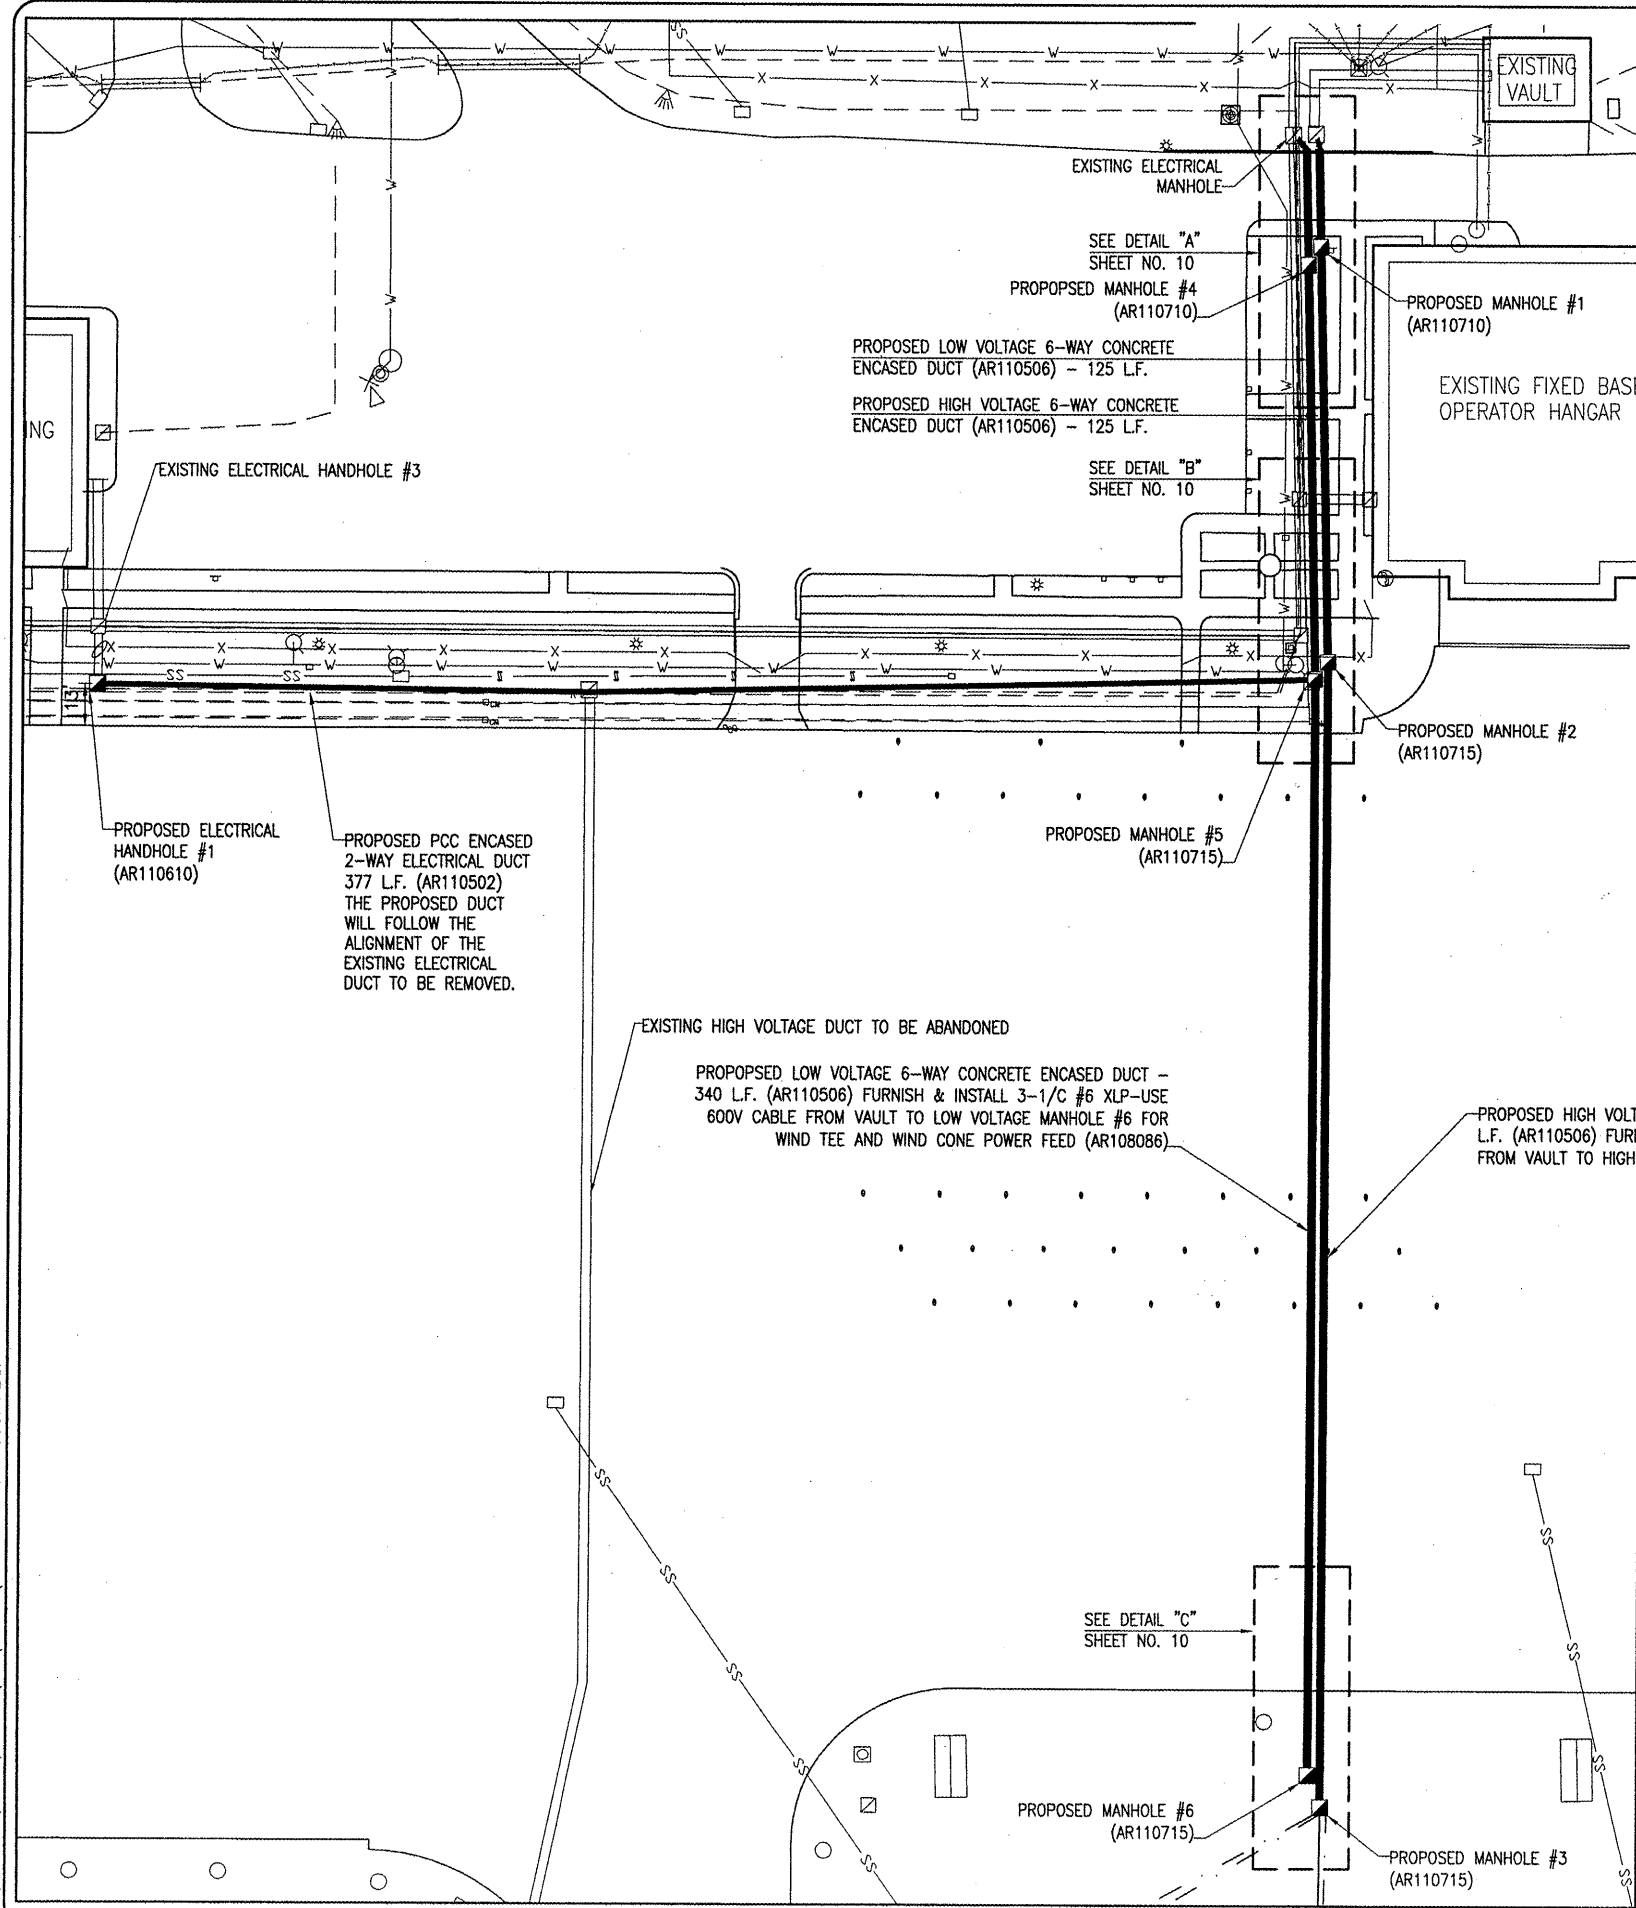 EXISTING
VAULT
EXISTING ELECTRICAL
MANHOLE
SEE DETAIL "A"
SHEET NO. 10
PROPOPSED MANHOLE #4
(AR110710)
PROPOSED MANHOLE #1
(AR110710)
PROPOSED LOW VOLTAGE 6-WAY CONCRETE
ENCASED DUCT (AR110506) - 125 L.F.
PROPOSED HIGH VOLTAGE 6-WAY CONCRETE
ENCASED DUCT (AR110506) - 125 L.F.
EXISTING FIXED BASE
OPERATOR HANGAR
NG
EXISTING ELECTRICAL HANDHOLE #3
SEE DETAIL "B"
SHEET NO. 10
13'
PROPOSED MANHOLE #2
(AR110715)
PROPOSED ELECTRICAL
HANDHOLE #1
(AR110610)
PROPOSED PCC ENCASED
2-WAY ELECTRICAL DUCT
377 L.F. (AR110502)
THE PROPOSED DUCT
WILL FOLLOW THE
ALIGNMENT OF THE
EXISTING ELECTRICAL
DUCT TO BE REMOVED.
PROPOSED MANHOLE #5
(AR110715)
EXISTING HIGH VOLTAGE DUCT TO BE ABANDONED
PROPOPSED LOW VOLTAGE 6-WAY CONCRETE ENCASED DUCT -
340 L.F. (AR110506) FURNISH & INSTALL 3-1/C #6 XLP-USE
600V CABLE FROM VAULT TO LOW VOLTAGE MANHOLE #6 FOR
WIND TEE AND WIND CONE POWER FEED (AR108086)
PROPOSED HIGH VOLT
L.F. (AR110506) FUR
FROM VAULT TO HIGH
SEE DETAIL "C"
SHEET NO. 10
PROPOSED MANHOLE #6
(AR110715)
PROPOSED MANHOLE #3
(AR110715)